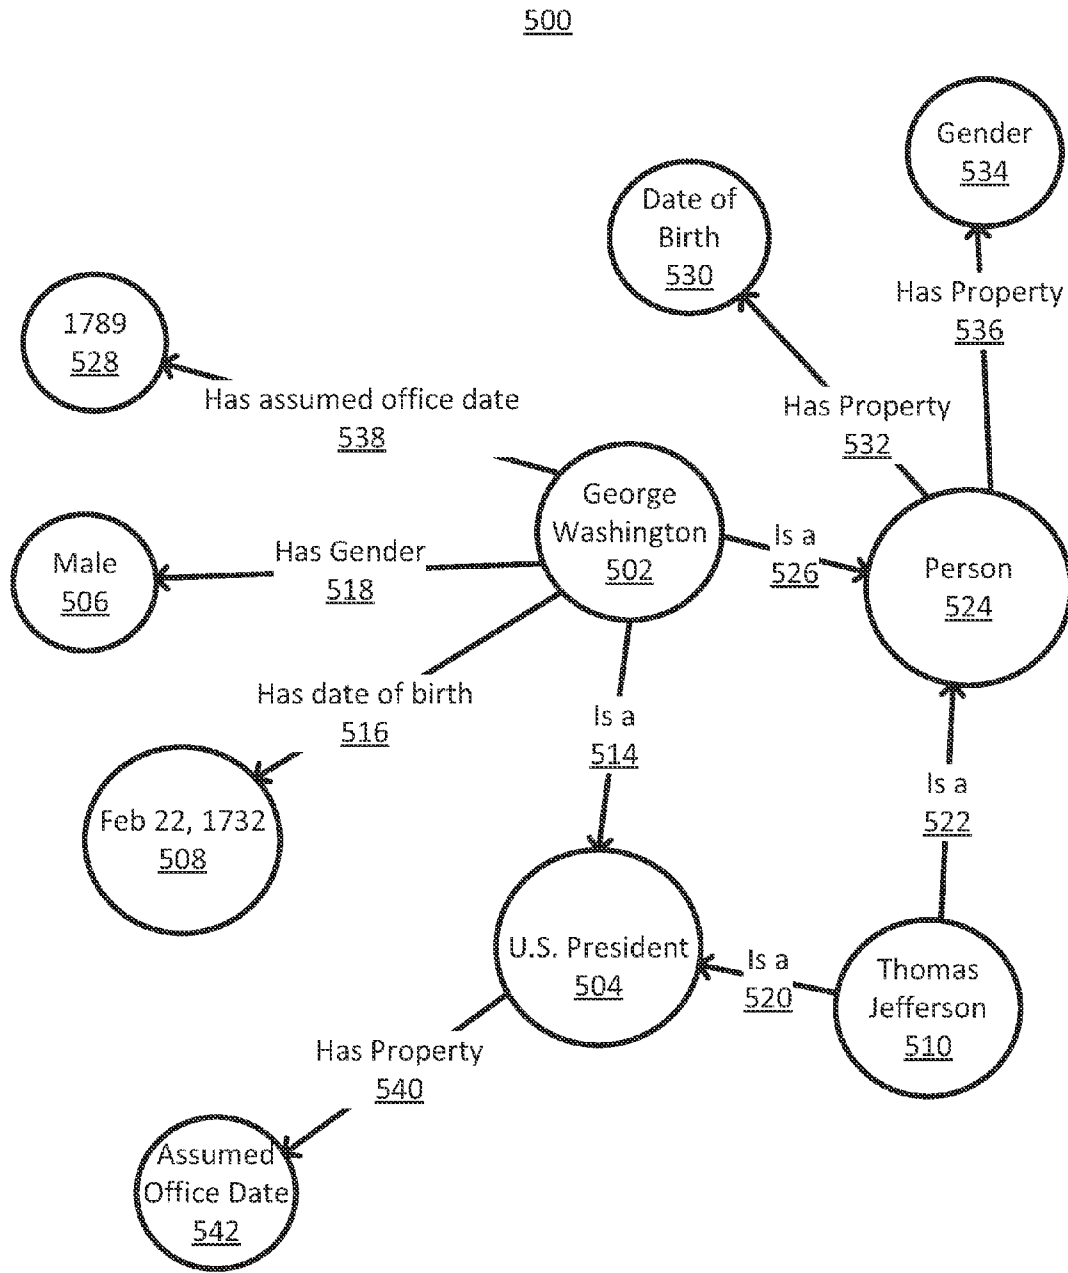 500
Gender
534
Date of
Birth
530
Has Property
536
1789
528
Has assumed office date
538
Has Property
532
George
Washington
502
Is a
526
Person
524
Male
506
Has Gender
518
Has date of birth
516
Is a
514
Is a
522
Feb 22, 1732
508
U.S. President
504
Is a
520
Thomas
Jefferson
510
Has Property
540
Assumed
Office Date
542